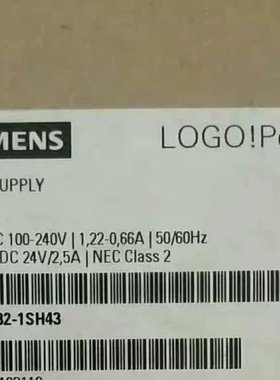 MENS LOGO!P
UPPLY
C 100-240V | 1,22-0,66A | 50/60Hz
DC 24V/2,5A | NEC Class 2
32-1SH43